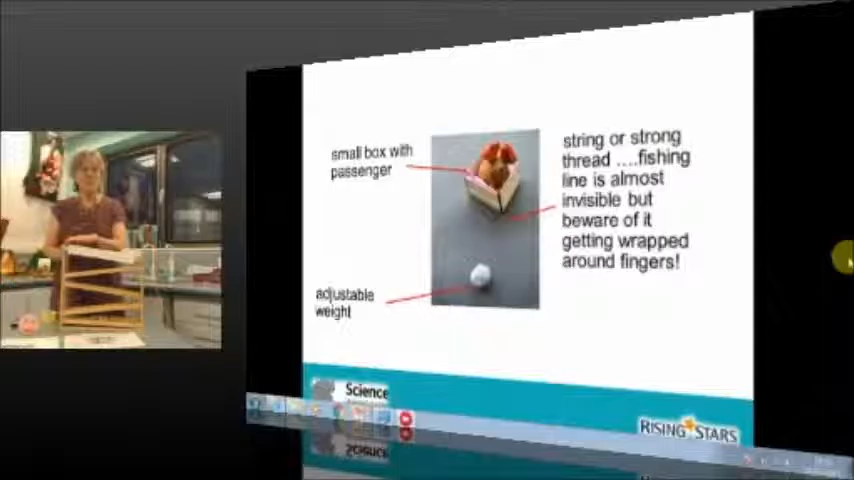 small box with
passenger
string or strong
thread ....fishing
line is almost
invisible but
beware of it
getting wrapped
around fingers!
adjustable
weight
Science
RISING STARS